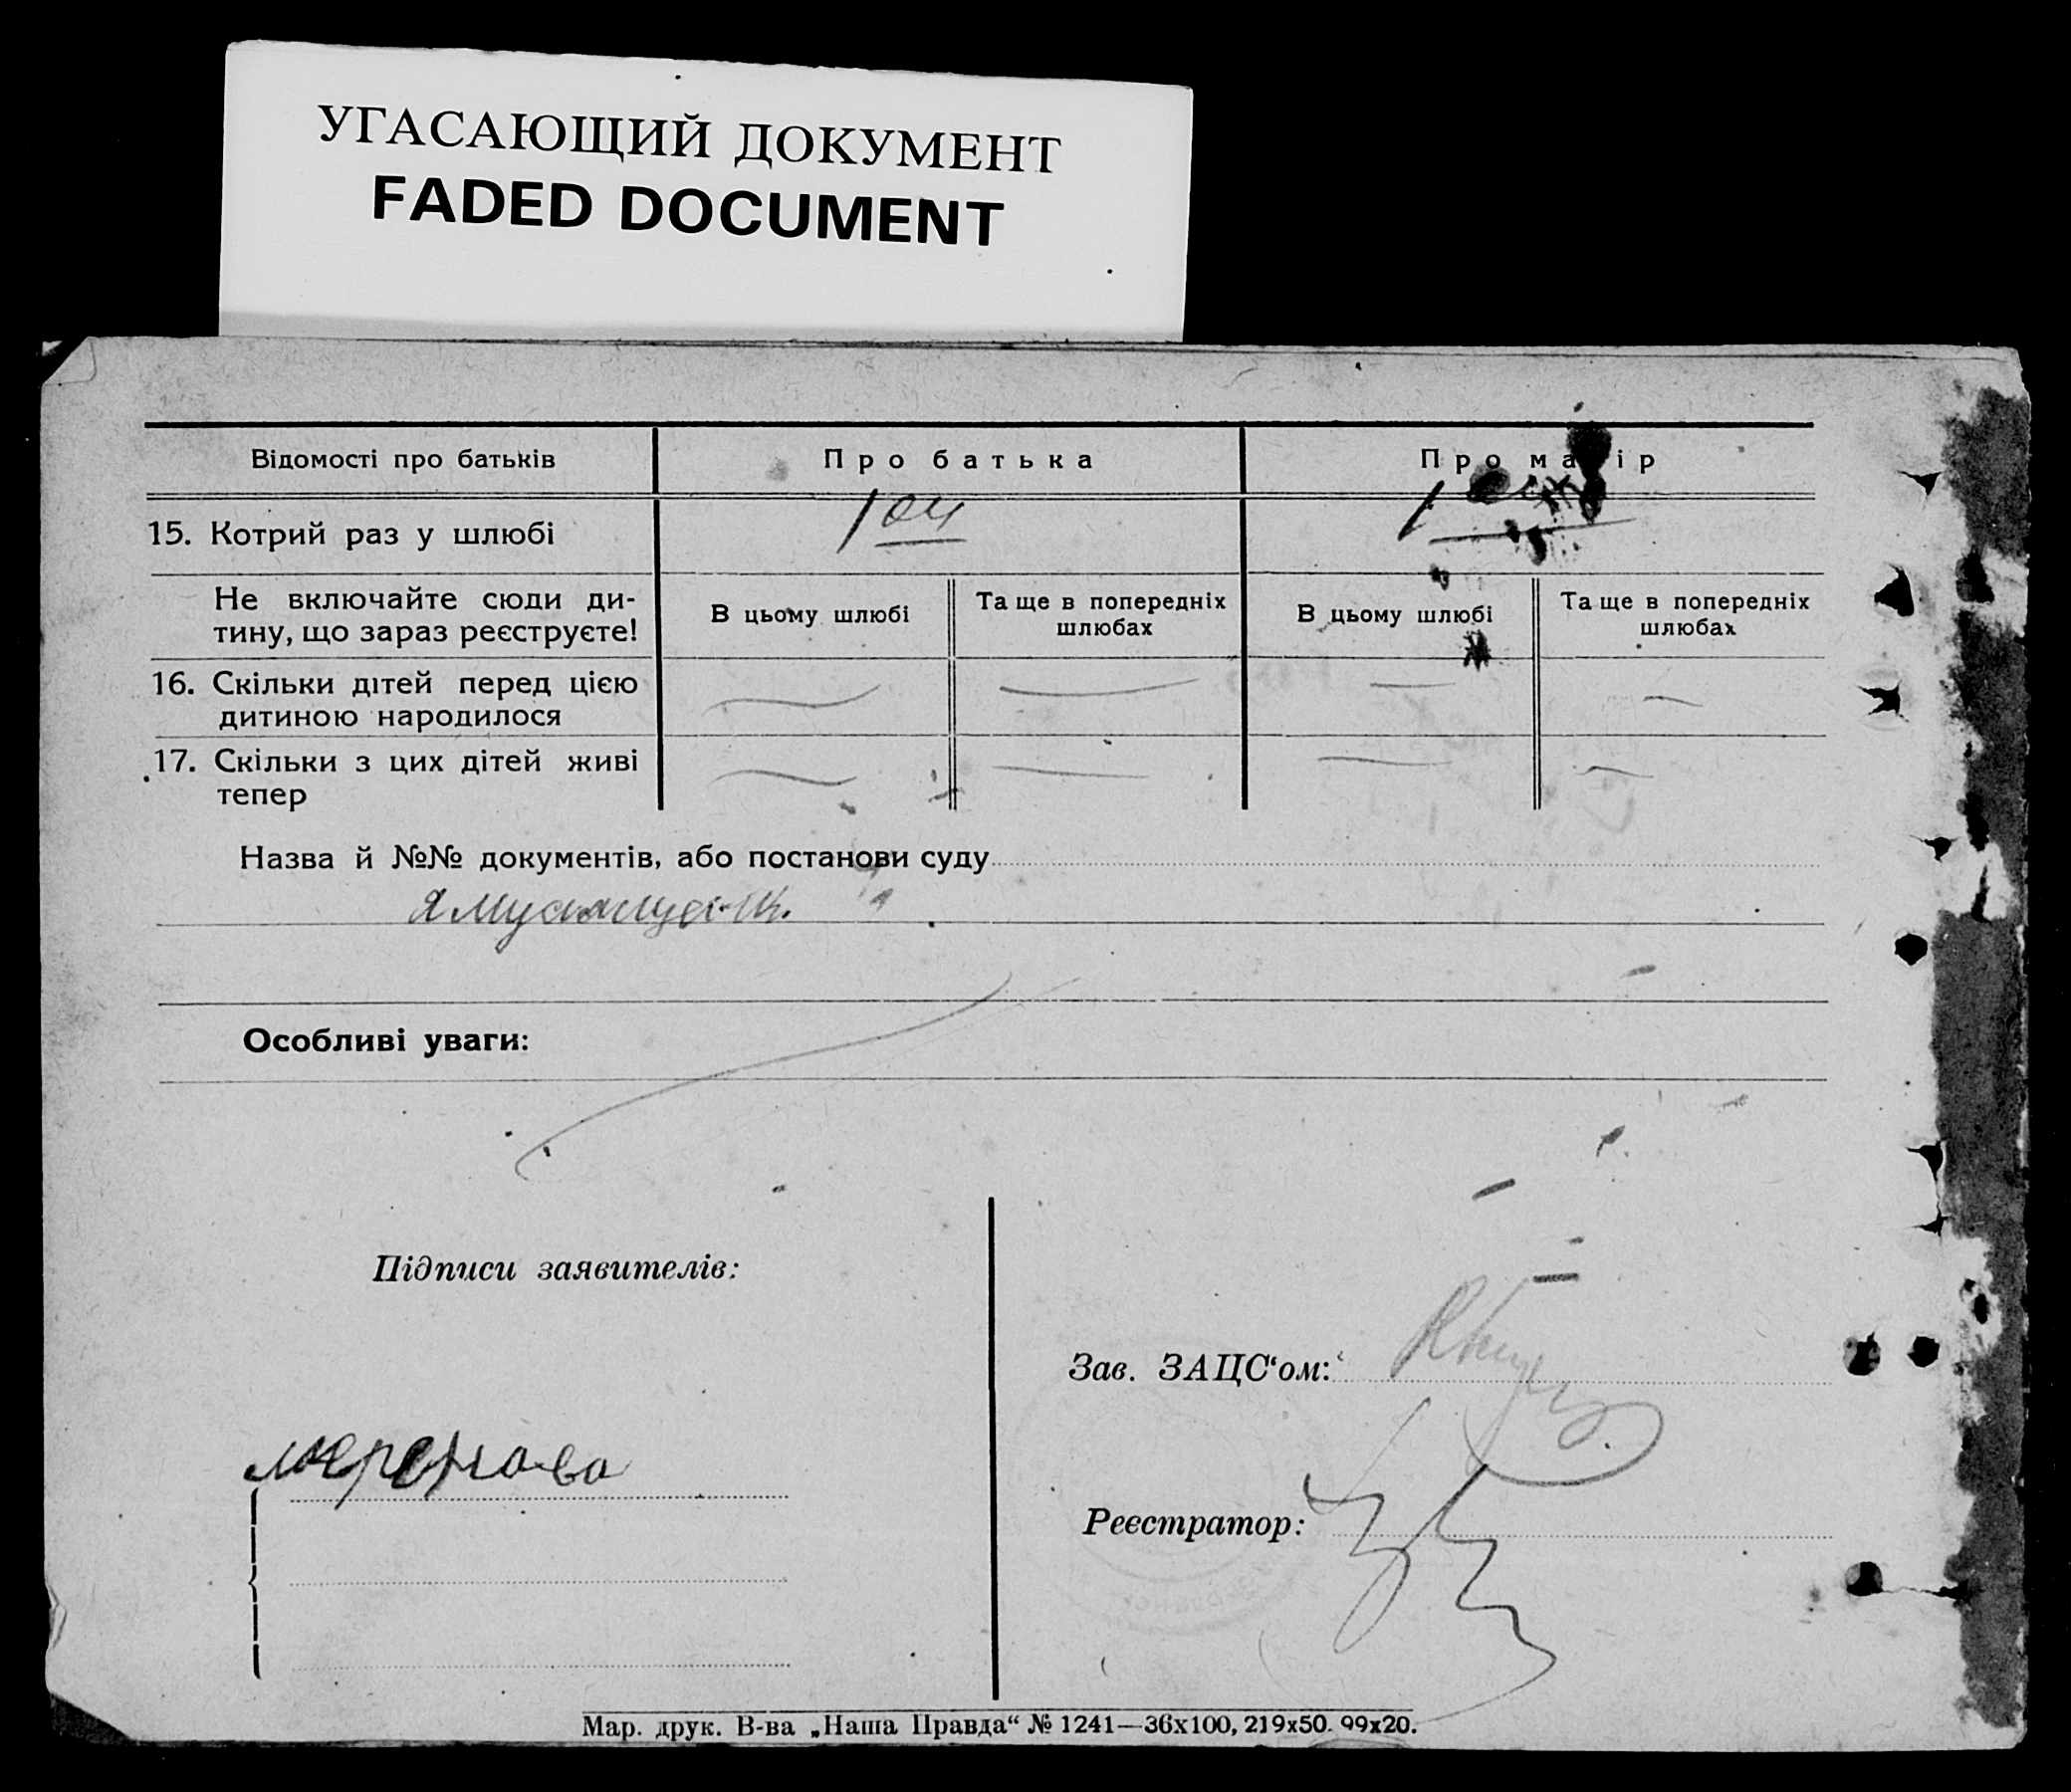 УГАСАЮЩИЙ ДОКУМЕНТ
FADED DOCUMENT
Відомості про батьків
Про батька
Про матір
15. Котрий раз у шлюбі
1
1
Не включайте сюди ди-
тину, що зараз реєструєте!
В цьому шлюбі
Та ще в попередніх
шлюбах
В цьому шлюбі
Та ще в попередніх
шлюбах
16. Скільки дітей перед цією
дитиною народилося
17. Скільки з цих дітей живі
тепер
Назва й №№ документів, або постанови суду
Особливі уваги:
Підписи заявителів:
Зав. ЗАЦС‘ом:
Реєстратор:
Мар. друк. В-ва „Наша Правда“ № 1241—36х100, 219х50. 99х20.